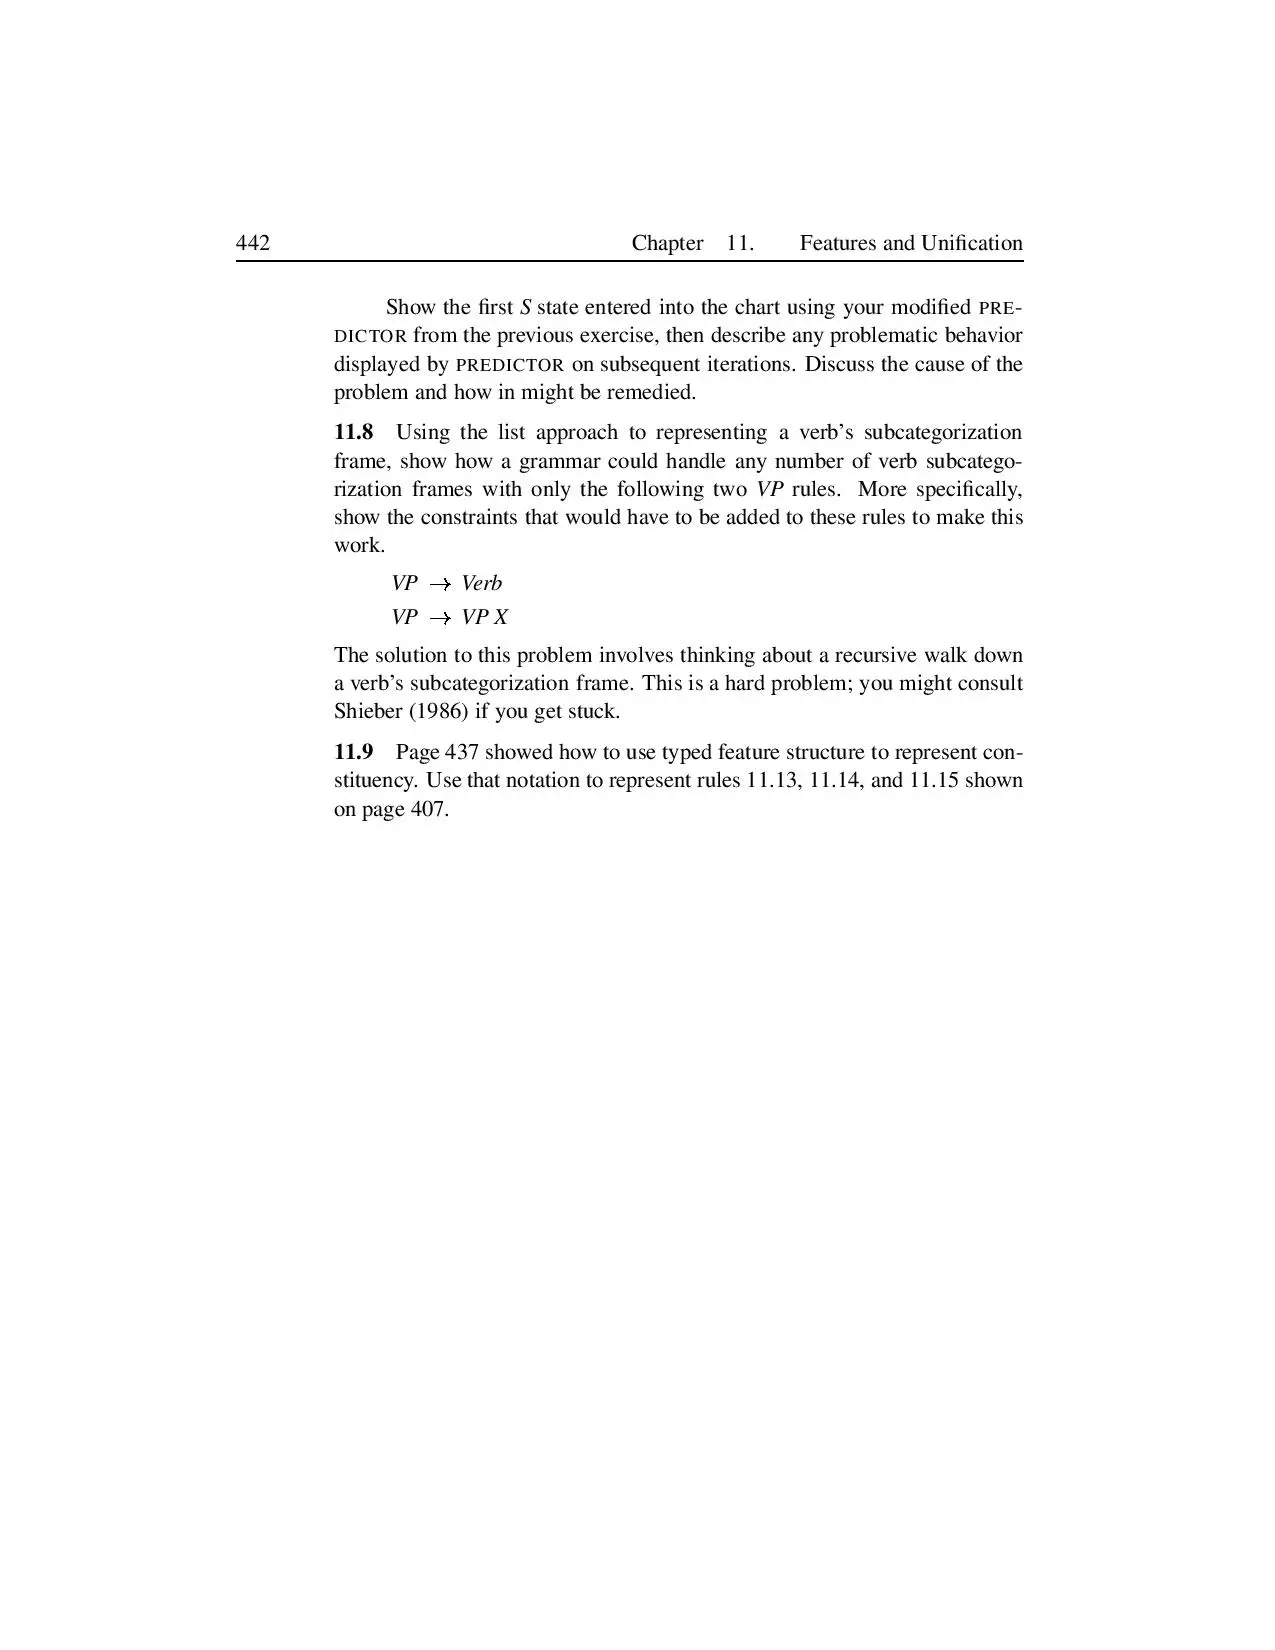 442 Chapter 11. Features and Unification
Show the first S state entered into the chart using your modified PRE-
DICTOR from the previous exercise, then describe any problematic behavior
displayed by PREDICTOR on subsequent iterations. Discuss the cause of the
problem and how in might be remedied.
11.8 Using the list approach to representing a verb's subcategorization
frame, show how a grammar could handle any number of verb subcatego-
rization frames with only the following two VP rules. More specifically,
show the constraints that would have to be added to these rules to make this
work.
VP → Verb
VP → VP X
The solution to this problem involves thinking about a recursive walk down
a verb's subcategorization frame. This is a hard problem; you might consult
Shieber (1986) if you get stuck.
11.9 Page 437 showed how to use typed feature structure to represent con-
stituency. Use that notation to represent rules 11.13, 11.14, and 11.15 shown
on page 407.